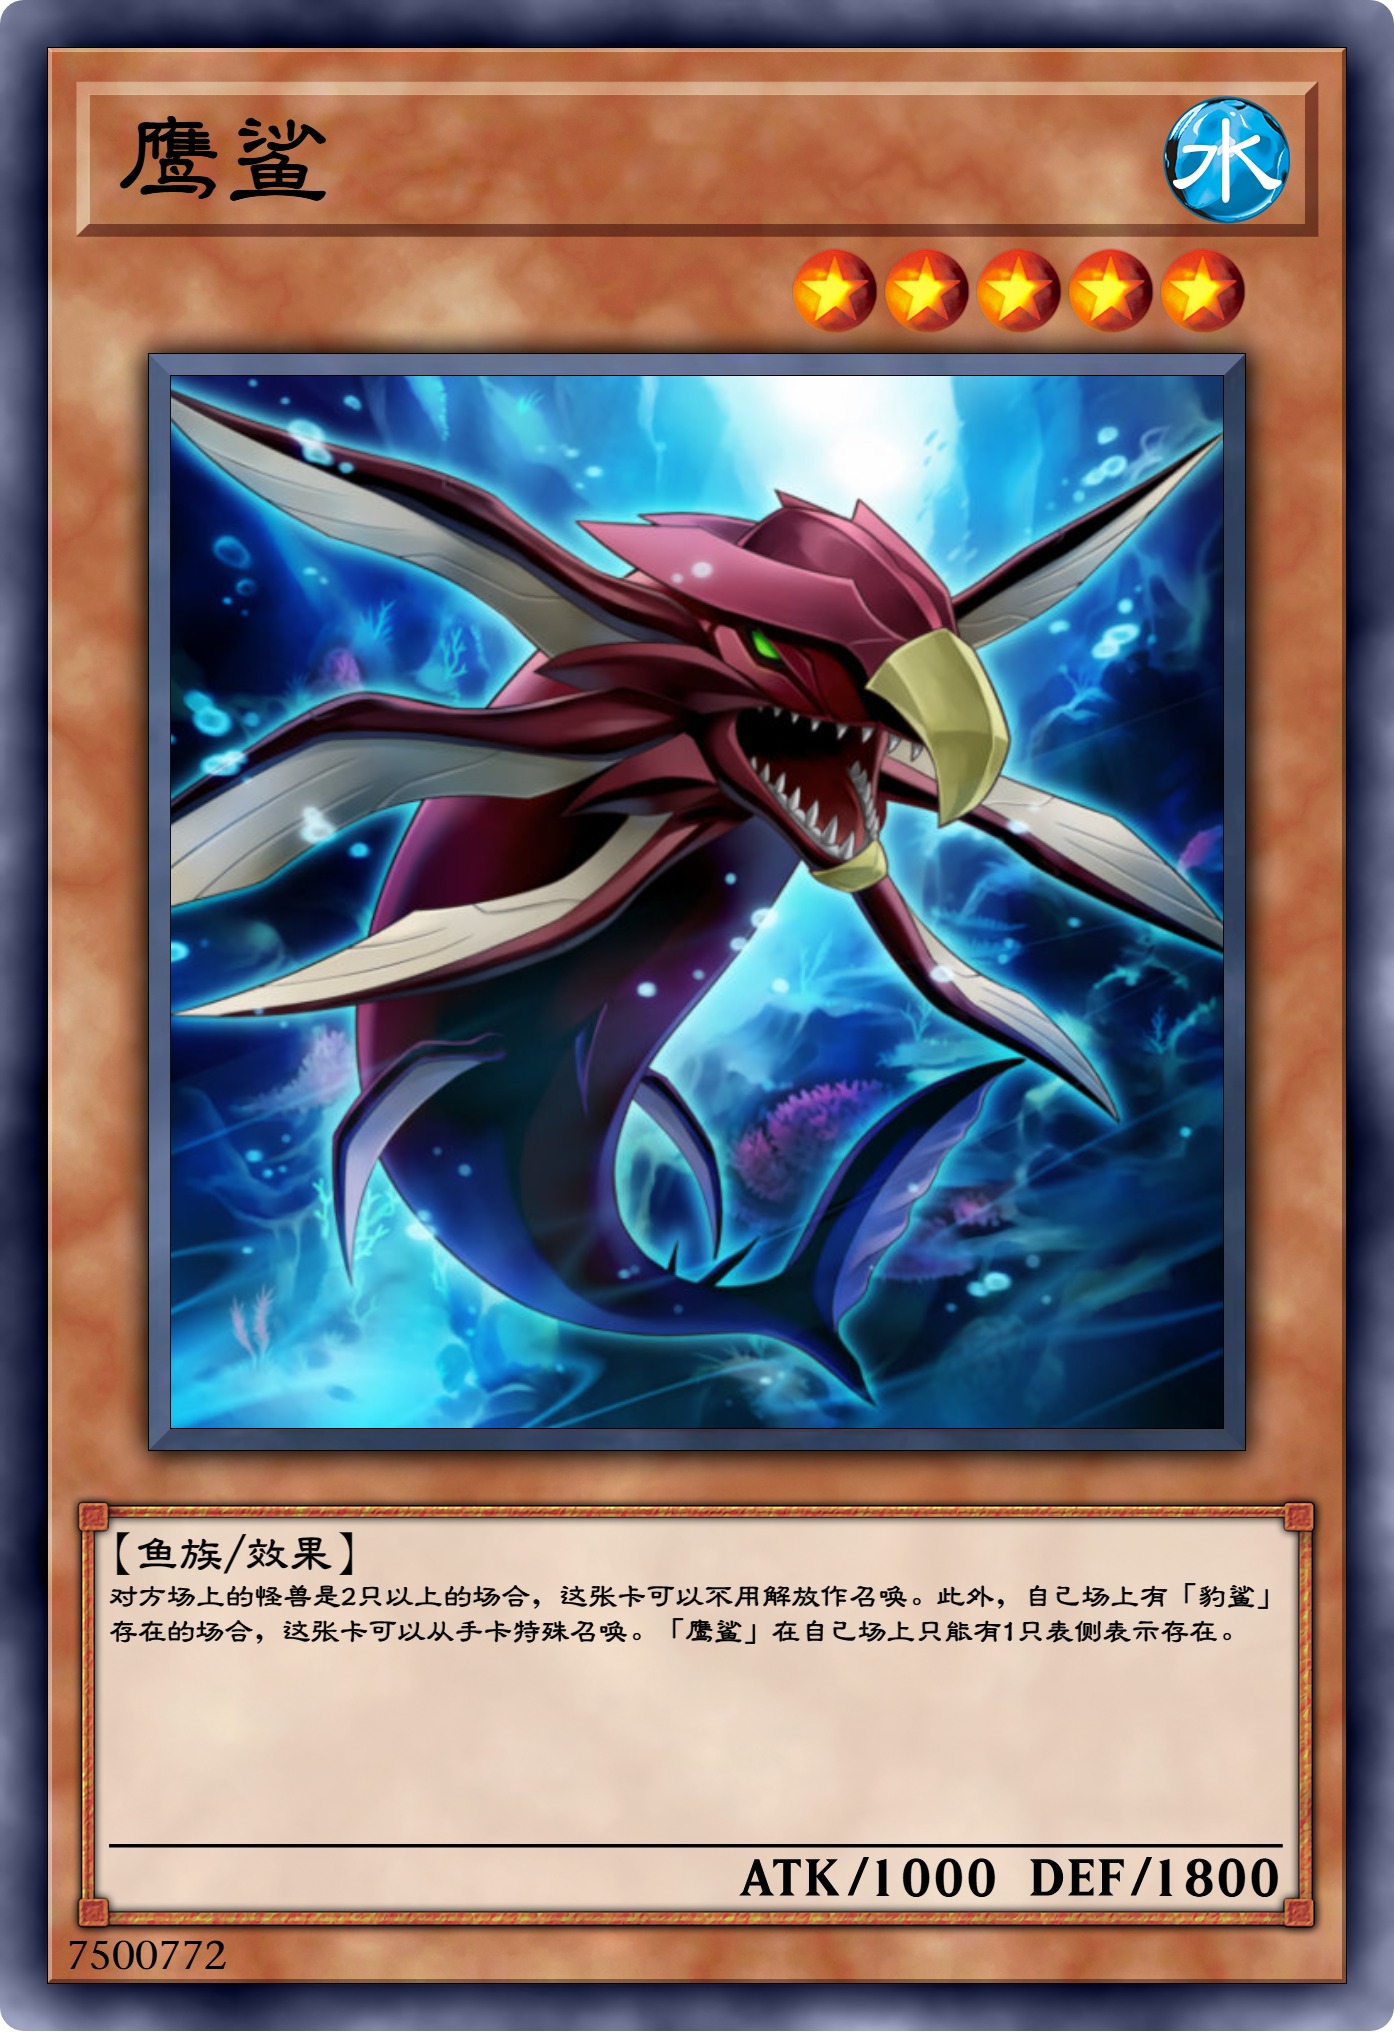 鹰鲨
水
【鱼族/效果】
对方场上的怪兽是2只以上的场合，这张卡可以不用解放作召唤。此外，自己场上有「豹鲨」
存在的场合，这张卡可以从手卡特殊召唤。「鹰鲨」在自己场上只能有1只表侧表示存在。
ATK/1000 DEF/1800
7500772